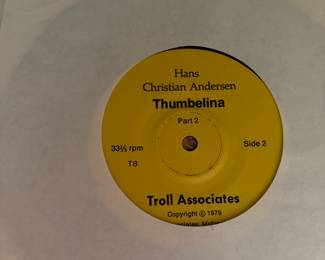 Hans
Christian Andersen
Thumbelina
Part 2
33⅓ rpm
Side 2
T8
Troll Associates
Copyright © 1979